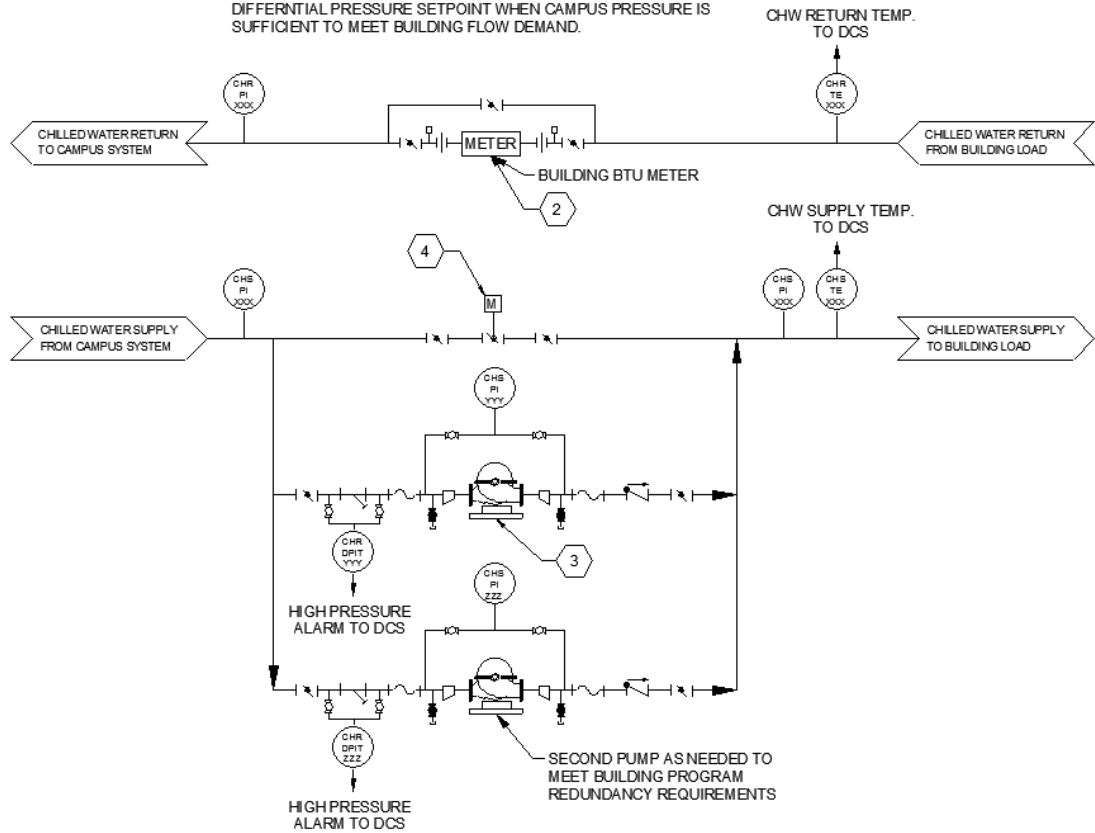 DIFFERNTIAL PRESSURE SETPOINT WHEN CAMPUS PRESSURE IS
SUFFICIENT TO MEET BUILDING FLOW DEMAND.
CHW RETURN TEMP.
TO DCS
CHR
PI
XXX
CHR
TE
XXX
CHILLED WATER RETURN
TO CAMPUS SYSTEM
METER
CHILLED WATER RETURN
FROM BUILDING LOAD
BUILDING BTU METER
2
CHW SUPPLY TEMP.
TO DCS
4
CHS
PI
XXX
M
CHS
PI
XXX
CHS
TE
XXX
CHILLED WATER SUPPLY
FROM CAMPUS SYSTEM
CHILLED WATER SUPPLY
TO BUILDING LOAD
CHS
PI
YYY
CHR
DPIT
YYY
3
HIGH PRESSURE
ALARM TO DCS
CHS
PI
ZZZ
CHR
DPIT
ZZZ
SECOND PUMP AS NEEDED TO
MEET BUILDING PROGRAM
REDUNDANCY REQUIREMENTS
HIGH PRESSURE
ALARM TO DCS